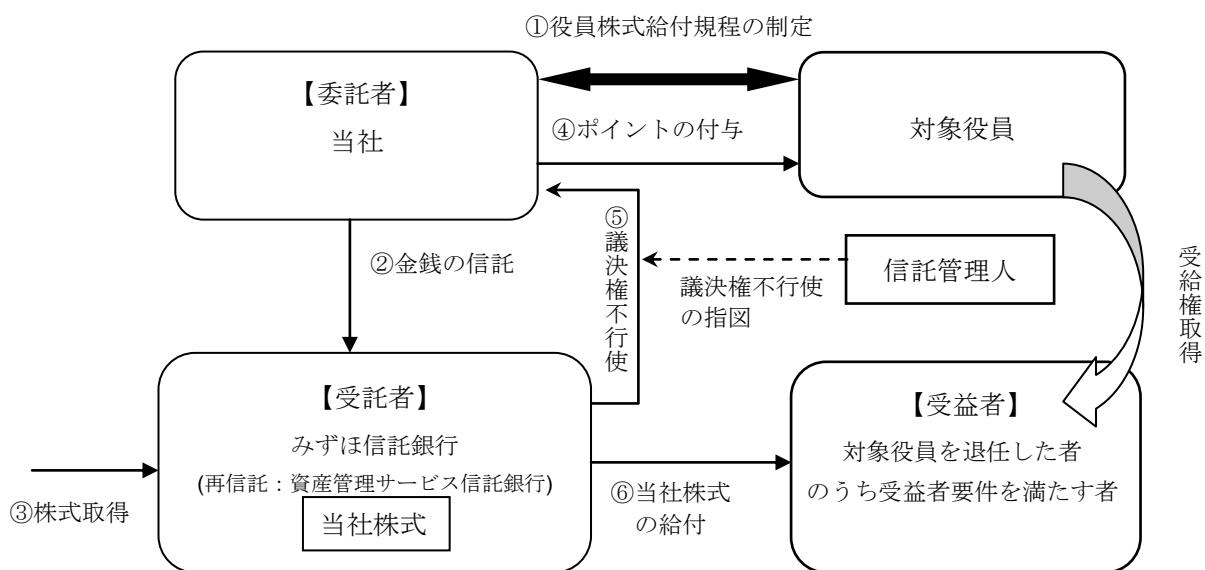 ①役員株式給付規程の制定
【委託者】
当社
④ポイントの付与
対象役員
②金銭の信託
⑤議決権不行使
議決権不行使
の指図
信託管理人
受給権取得
【受託者】
みずほ信託銀行
(再信託：資産管理サービス信託銀行)
当社株式
③株式取得
⑥当社株式
の給付
【受益者】
対象役員を退任した者
のうち受益者要件を満たす者